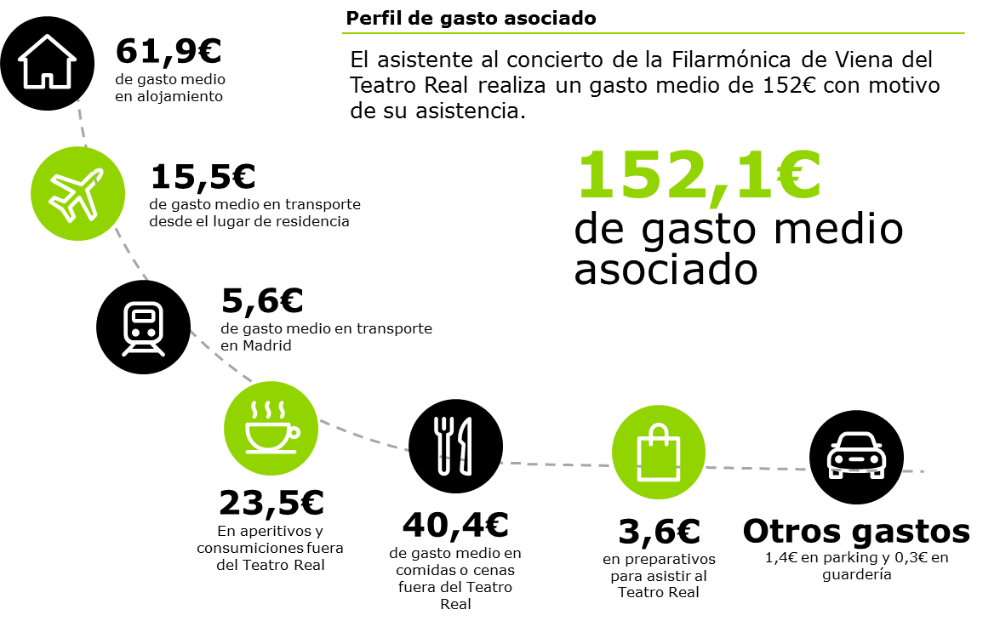 Perfil de gasto asociado
El asistente al concierto de la Filarmónica de Viena del
Teatro Real realiza un gasto medio de 152€ con motivo
de su asistencia.
152,1€
de gasto medio
asociado
61,9€
de gasto medio
en alojamiento
15,5€
de gasto medio en transporte
desde el lugar de residencia
5,6€
de gasto medio en transporte
en Madrid
23,5€
En aperitivos y
consumiciones fuera
del Teatro Real
40,4€
de gasto medio en
comidas o cenas
fuera del Teatro
Real
3,6€
en preparativos
para asistir al
Teatro Real
Otros gastos
1,4€ en parking y 0,3€ en
guardería